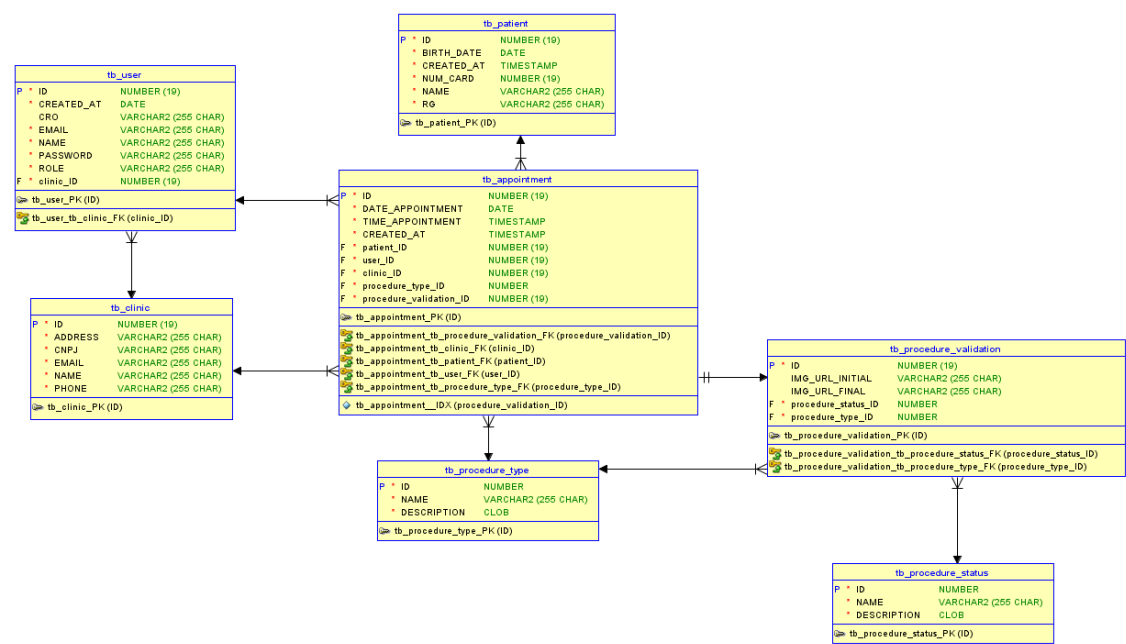 tb_patient
P * ID NUMBER (19)
* BIRTH_DATE DATE
* CREATED_AT TIMESTAMP
* NUM_CARD NUMBER (19)
* NAME VARCHAR2 (255 CHAR)
* RG VARCHAR2 (255 CHAR)
tb_patient_PK (ID)
tb_user
P * ID NUMBER (19)
* CREATED_AT DATE
CRO VARCHAR2 (255 CHAR)
* EMAIL VARCHAR2 (255 CHAR)
* NAME VARCHAR2 (255 CHAR)
* PASSWORD VARCHAR2 (255 CHAR)
* ROLE VARCHAR2 (255 CHAR)
F * clinic_ID NUMBER (19)
tb_user_PK (ID)
tb_user_tb_clinic_FK (clinic_ID)
tb_appointment
P * ID NUMBER (19)
* DATE_APPOINTMENT DATE
* TIME_APPOINTMENT TIMESTAMP
* CREATED_AT TIMESTAMP
F * patient_ID NUMBER (19)
F * user_ID NUMBER (19)
F * clinic_ID NUMBER (19)
F * procedure_type_ID NUMBER
F * procedure_validation_ID NUMBER (19)
tb_appointment_PK (ID)
tb_appointment_tb_procedure_validation_FK (procedure_validation_ID)
tb_appointment_tb_clinic_FK (clinic_ID)
tb_appointment_tb_patient_FK (patient_ID)
tb_appointment_tb_user_FK (user_ID)
tb_appointment_tb_procedure_type_FK (procedure_type_ID)
tb_appointment__IDX (procedure_validation_ID)
tb_clinic
P * ID NUMBER (19)
* ADDRESS VARCHAR2 (255 CHAR)
* CNPJ VARCHAR2 (255 CHAR)
* EMAIL VARCHAR2 (255 CHAR)
* NAME VARCHAR2 (255 CHAR)
* PHONE VARCHAR2 (255 CHAR)
tb_clinic_PK (ID)
tb_procedure_validation
P * ID NUMBER (19)
IMG_URL_INITIAL VARCHAR2 (255 CHAR)
IMG_URL_FINAL VARCHAR2 (255 CHAR)
F * procedure_status_ID NUMBER
F * procedure_type_ID NUMBER
tb_procedure_validation_PK (ID)
tb_procedure_validation_tb_procedure_status_FK (procedure_status_ID)
tb_procedure_validation_tb_procedure_type_FK (procedure_type_ID)
tb_procedure_type
P * ID NUMBER
* NAME VARCHAR2 (255 CHAR)
* DESCRIPTION CLOB
tb_procedure_type_PK (ID)
tb_procedure_status
P * ID NUMBER
* NAME VARCHAR2 (255 CHAR)
* DESCRIPTION CLOB
tb_procedure_status_PK (ID)